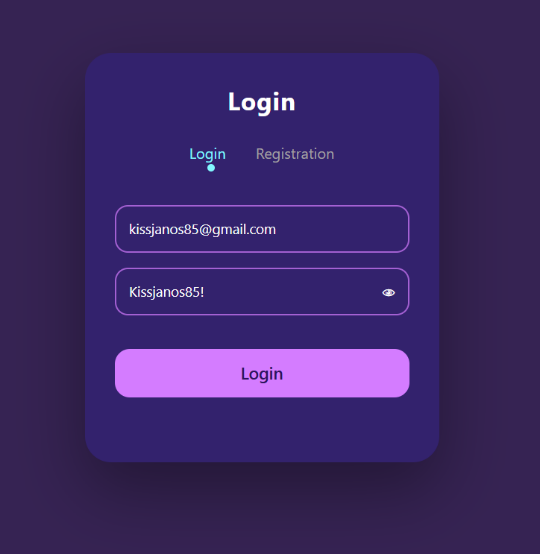 Login
Login Registration
kissjanos85@gmail.com
Kissjanos85!
Login